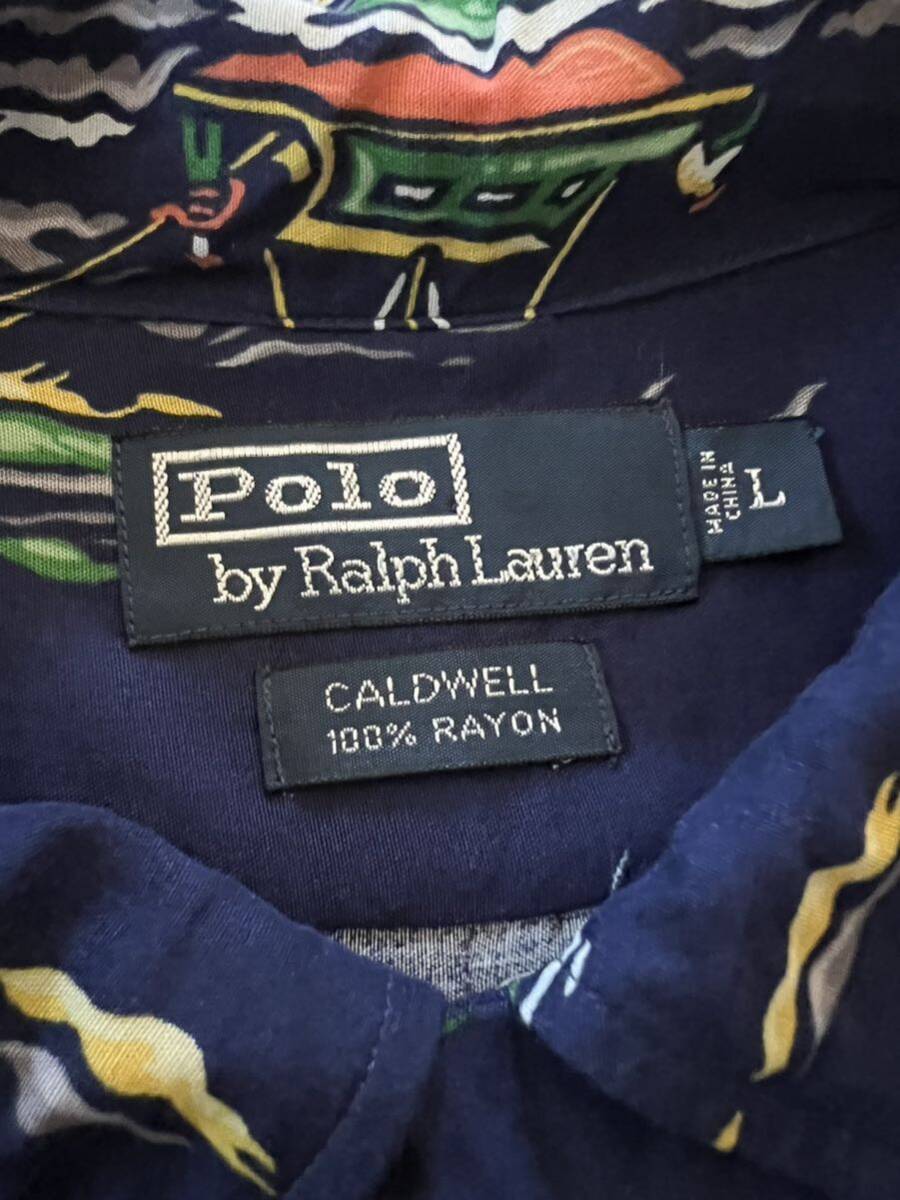 Polo
by Ralph Lauren
MADE IN
CHINA
L
CALDWELL
100% RAYON